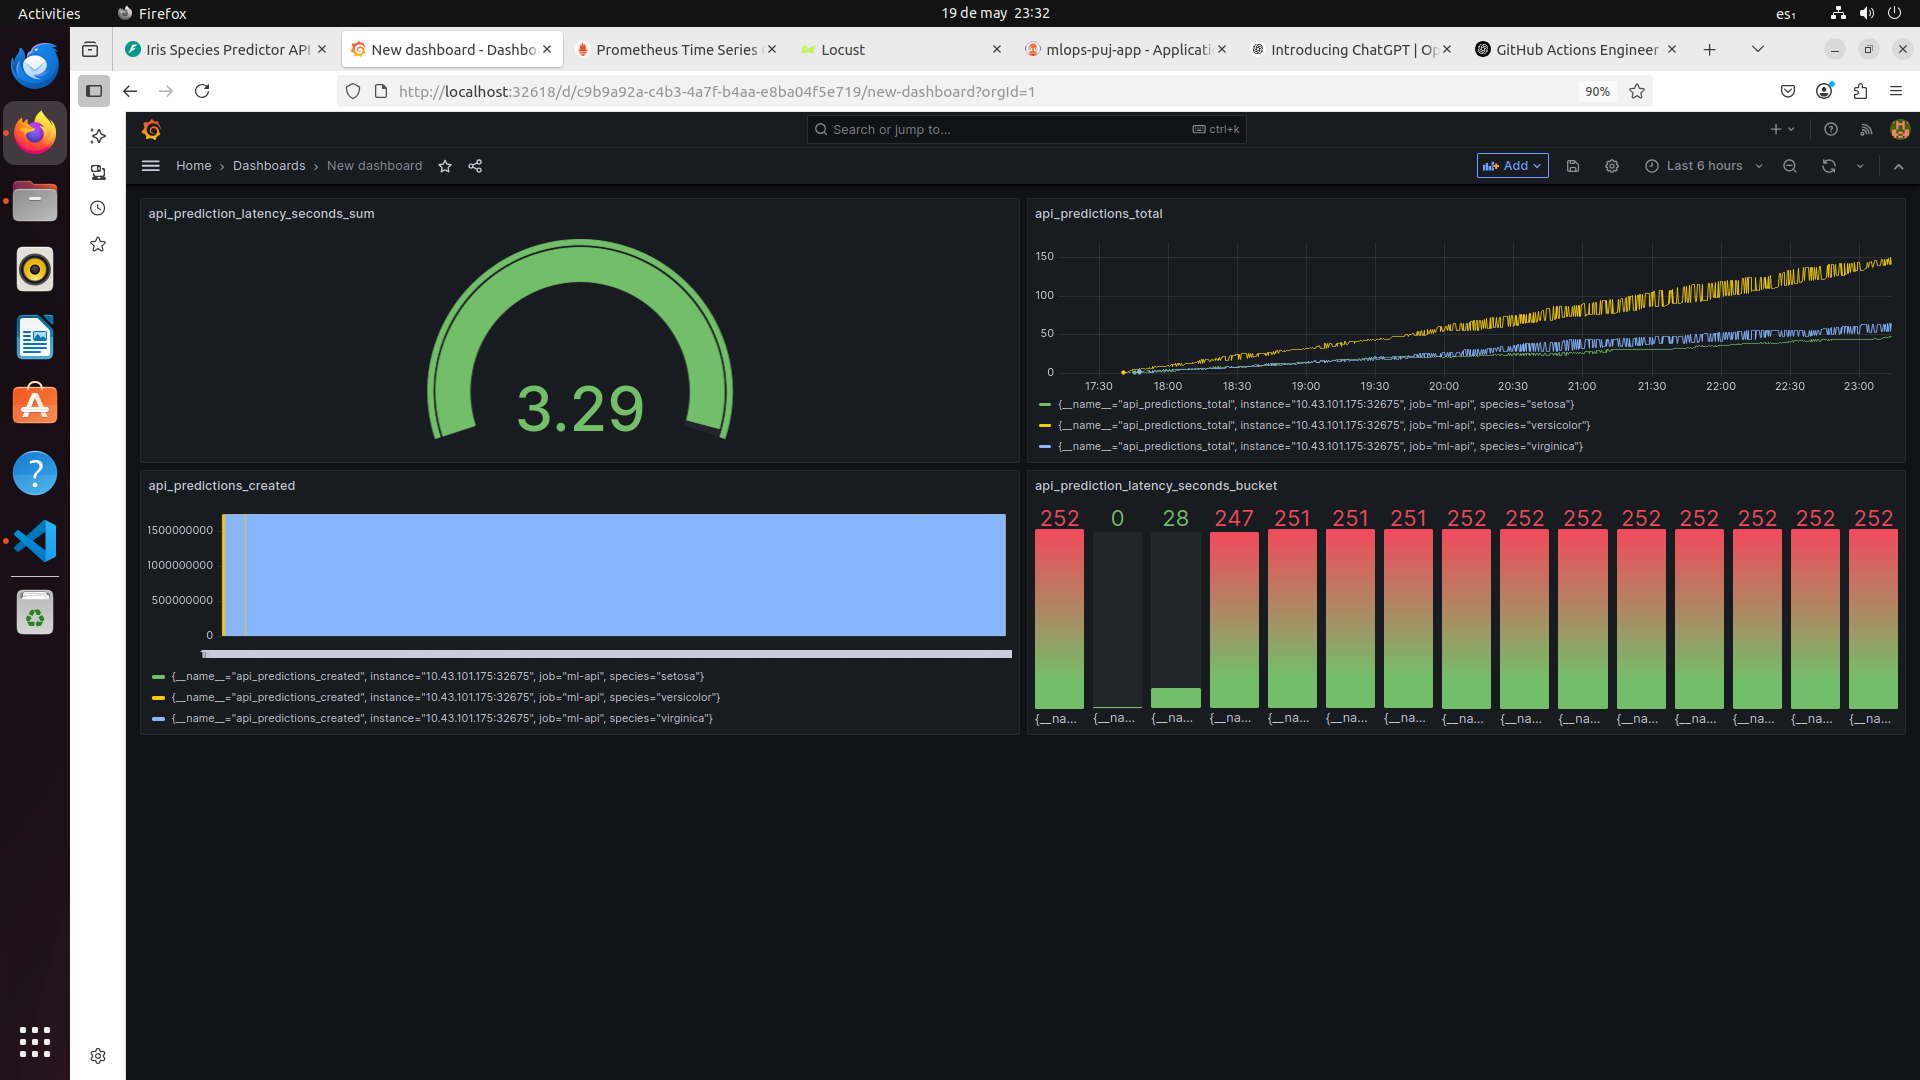 Activities
Firefox
19 de may 23:32
es₁
Iris Species Predictor API
New dashboard - Dashbo
Prometheus Time Series
Locust
mlops-puj-app - Applicati
Introducing ChatGPT | Op
GitHub Actions Engineer
http://localhost:32618/d/c9b9a92a-c4b3-4a7f-b4aa-e8ba04f5e719/new-dashboard?orgId=1
90%
Search or jump to...
ctrl+k
Home › Dashboards › New dashboard
Add
Last 6 hours
api_prediction_latency_seconds_sum
3.29
api_predictions_total
150
100
50
0
17:30 18:00 18:30 19:00 19:30 20:00 20:30 21:00 21:30 22:00 22:30 23:00
{__name__="api_predictions_total", instance="10.43.101.175:32675", job="ml-api", species="setosa"}
{__name__="api_predictions_total", instance="10.43.101.175:32675", job="ml-api", species="versicolor"}
{__name__="api_predictions_total", instance="10.43.101.175:32675", job="ml-api", species="virginica"}
api_predictions_created
1500000000
1000000000
500000000
0
{__name__="api_predictions_created", instance="10.43.101.175:32675", job="ml-api", species="setosa"}
{__name__="api_predictions_created", instance="10.43.101.175:32675", job="ml-api", species="versicolor"}
{__name__="api_predictions_created", instance="10.43.101.175:32675", job="ml-api", species="virginica"}
api_prediction_latency_seconds_bucket
252 0 28 247 251 251 251 252 252 252 252 252 252 252 252
{__na... {__na... {__na... {__na... {__na... {__na... {__na... {__na... {__na... {__na... {__na... {__na... {__na... {__na... {__na...